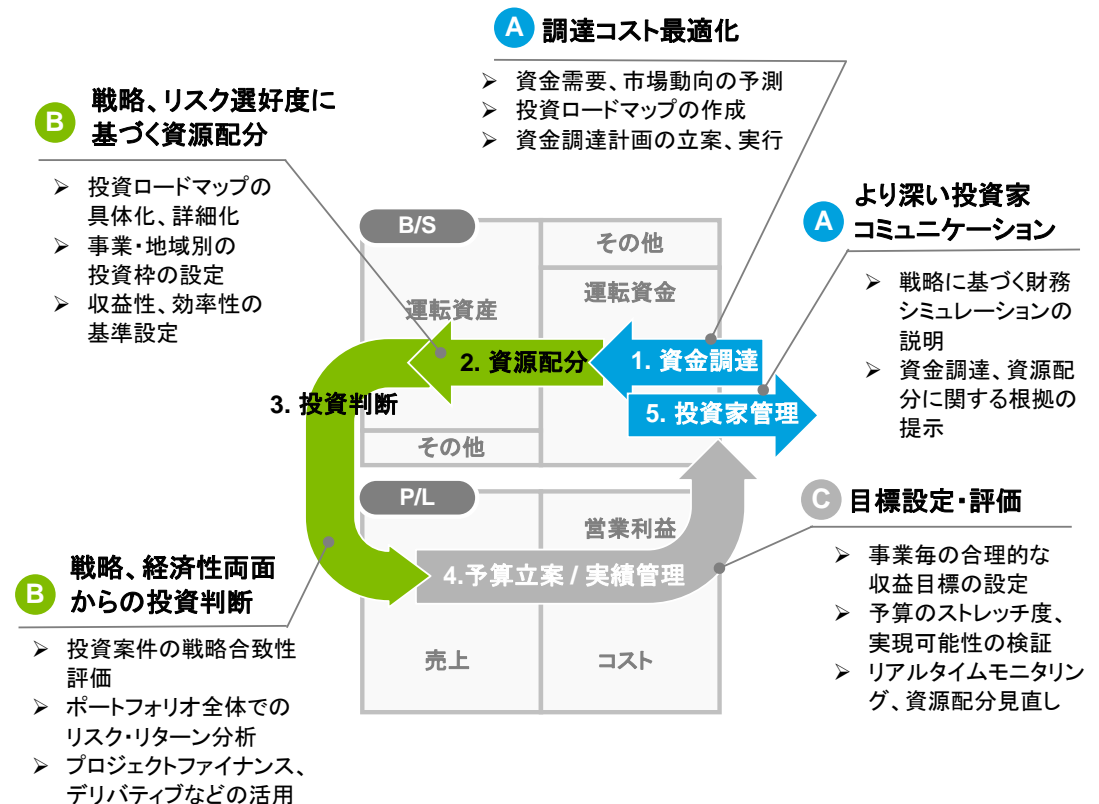 A 調達コスト最適化
➢ 資金需要、市場動向の予測
➢ 投資ロードマップの作成
➢ 資金調達計画の立案、実行
B 戦略、リスク選好度に
基づく資源配分
➢ 投資ロードマップの
具体化、詳細化
➢ 事業・地域別の
投資枠の設定
➢ 収益性、効率性の
基準設定
A より深い投資家
コミュニケーション
➢ 戦略に基づく財務
シミュレーションの
説明
➢ 資金調達、資源配
分に関する根拠の
提示
B/S
その他
運転資金
運転資産
1. 資金調達
2. 資源配分
3. 投資判断
5. 投資家管理
その他
P/L
営業利益
4.予算立案 / 実績管理
売上
コスト
C 目標設定・評価
➢ 事業毎の合理的な
収益目標の設定
➢ 予算のストレッチ度、
実現可能性の検証
➢ リアルタイムモニタリン
グ、資源配分見直し
B 戦略、経済性両面
からの投資判断
➢ 投資案件の戦略合致性
評価
➢ ポートフォリオ全体での
リスク・リターン分析
➢ プロジェクトファイナンス、
デリバティブなどの活用